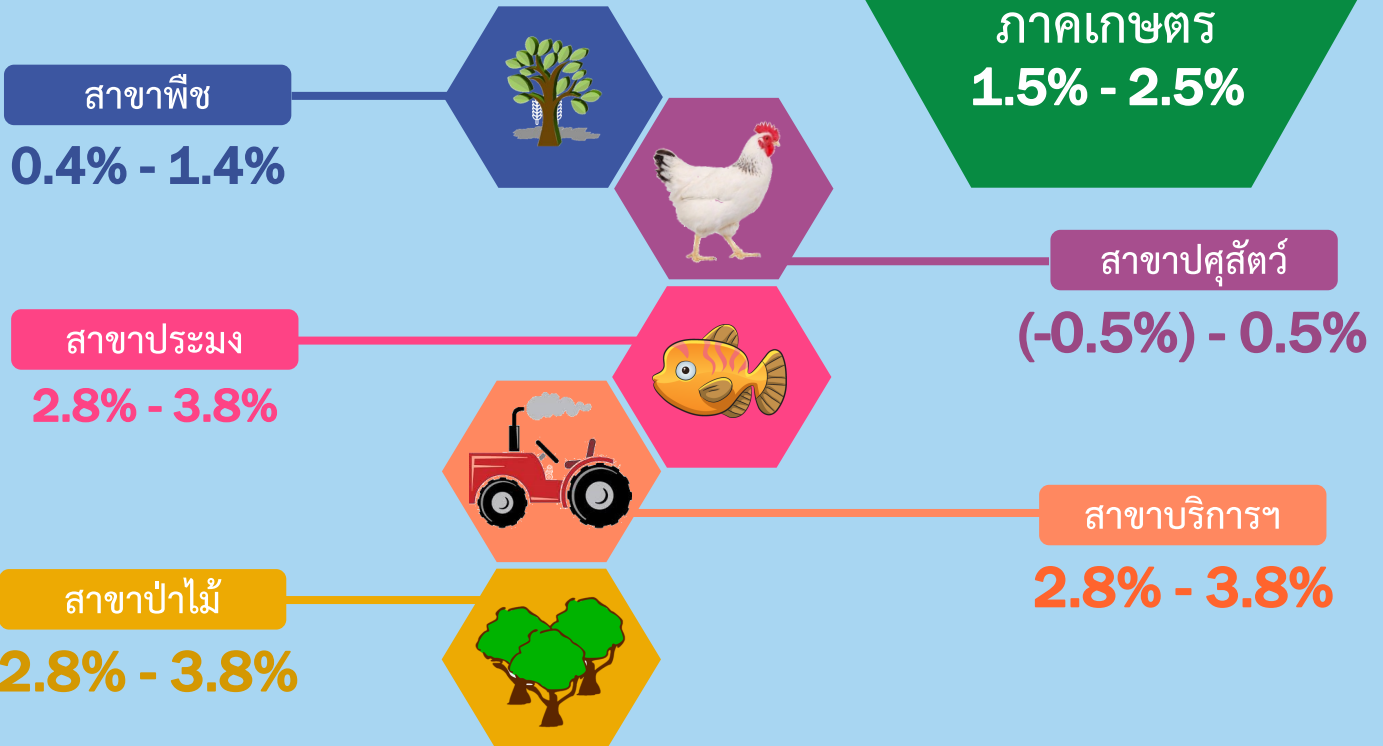 ภาคเกษตร
1.5% - 2.5%
สาขาพืช
0.4% - 1.4%
สาขาปศุสัตว์
(-0.5%) - 0.5%
สาขาประมง
2.8% - 3.8%
สาขาบริการฯ
2.8% - 3.8%
สาขาป่าไม้
2.8% - 3.8%